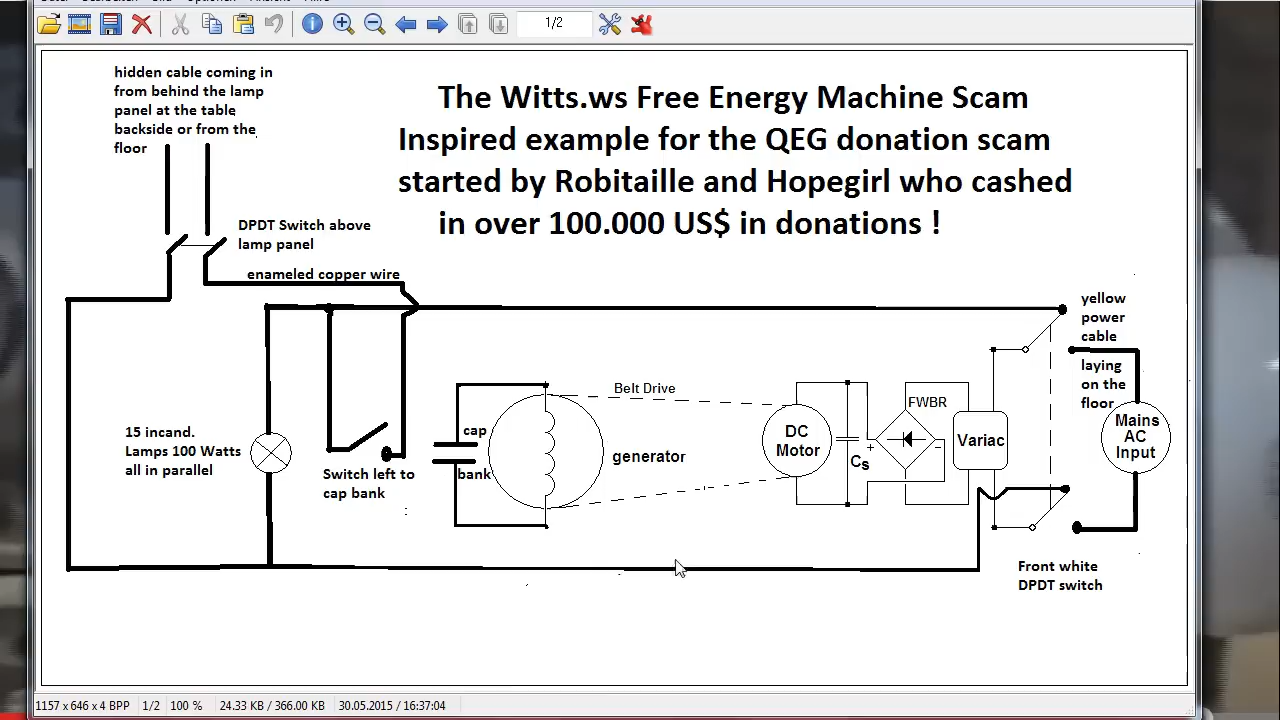 1/2
hidden cable coming in
from behind the lamp
panel at the table
backside or from the
floor
The Witts.ws Free Energy Machine Scam
Inspired example for the QEG donation scam
started by Robitaille and Hopegirl who cashed
in over 100.000 US$ in donations !
DPDT Switch above
lamp panel
enameled copper wire
yellow
power
cable
laying
on the
floor
Belt Drive
FWBR
15 incand.
Lamps 100 Watts
all in parallel
Switch left to
cap bank
cap
bank
generator
DC
Motor
Cs
+
-
Variac
Mains
AC
Input
Front white
DPDT switch
1157 x 646 x 4 BPP
1/2
100 %
24.33 KB / 366.00 KB
30.05.2015 / 16:37:04